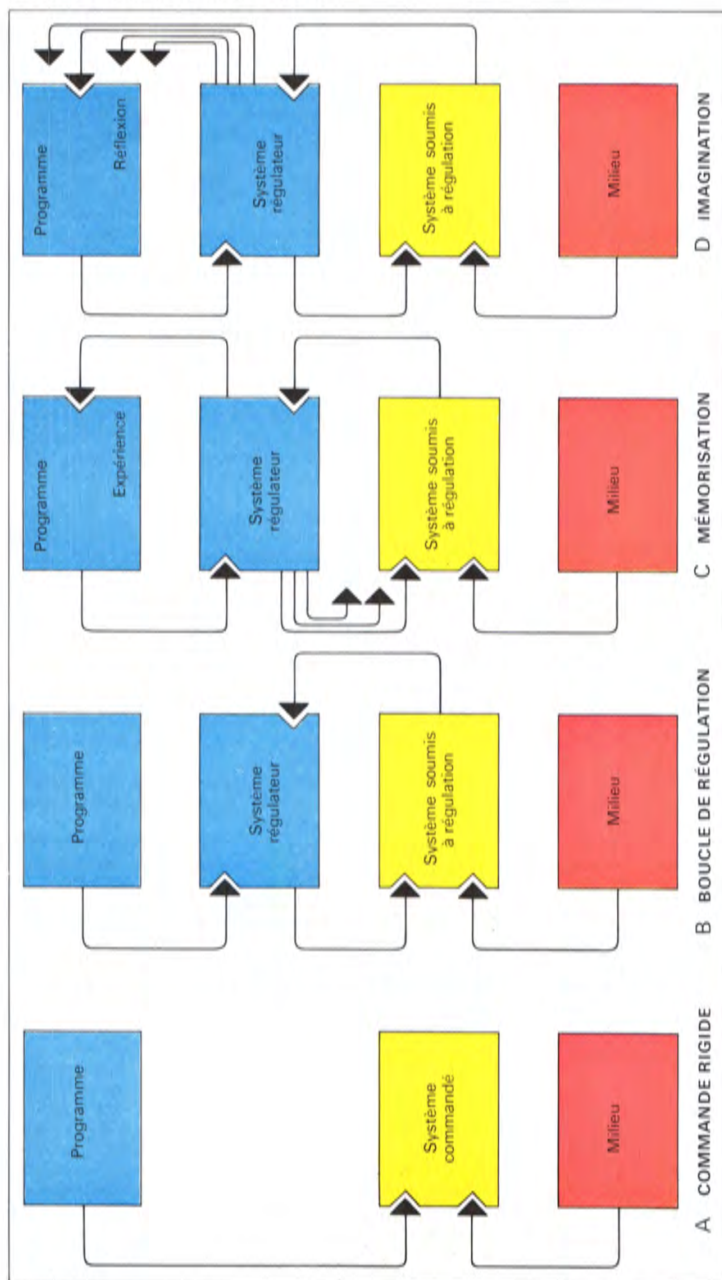 Programme
Système
commandé
Milieu
A COMMANDE RIGIDE
Programme
Système
régulateur
Système soumis
à régulation
Milieu
B BOUCLE DE RÉGULATION
Programme
Expérience
Système
régulateur
Système soumis
à régulation
Milieu
C MÉMORISATION
Programme
Réflexion
Système
régulateur
Système soumis
à régulation
Milieu
D IMAGINATION